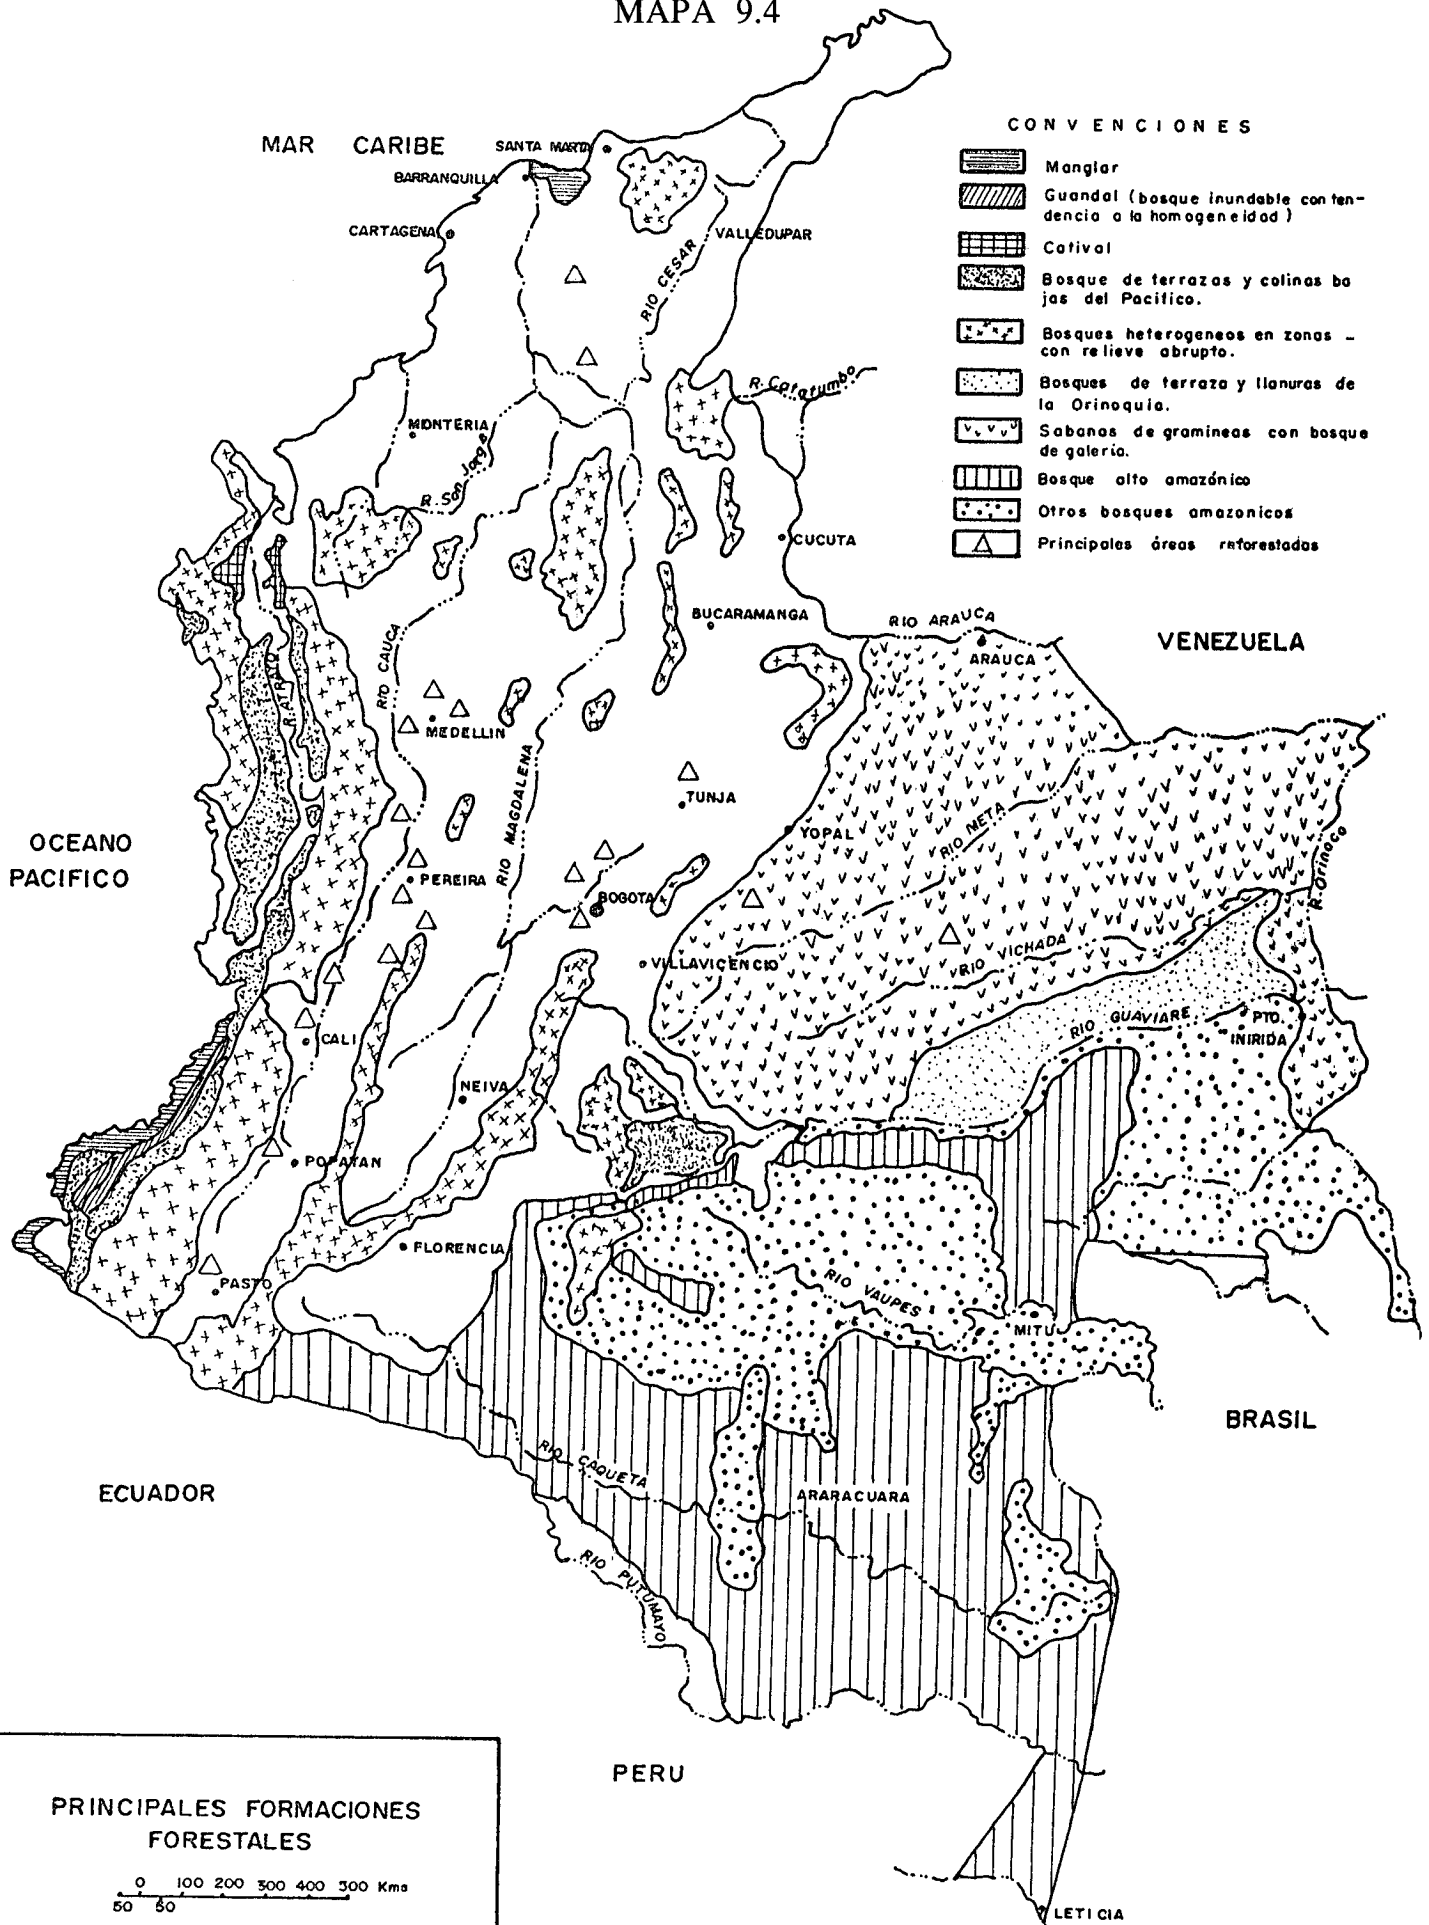 MAPA 9.4
MAR CARIBE
SANTA MARTA
BARRANQUILLA
CARTAGENA
VALLEDUPAR
RIO CESAR
R. Catatumbo
MONTERIA
R. San Jorge
CUCUTA
BUCARAMANGA
RIO ARAUCA
ARAUCA
VENEZUELA
RIO CAUCA
R. ATRATO
MEDELLIN
RIO MAGDALENA
TUNJA
YOPAL
RIO META
OCEANO
PACIFICO
PEREIRA
BOGOTA
R. Orinoco
VILLAVICENCIO
RIO VICHADA
RIO GUAVIARE
PTO.
INIRIDA
CALI
NEIVA
POPAYAN
FLORENCIA
PASTO
RIO VAUPES
MITU
BRASIL
RIO CAQUETA
ARARACUARA
ECUADOR
RIO PUTUMAYO
PERU
LETICIA
CONVENCIONES
Manglar
Guandal (bosque inundable con ten-
dencia a la homogeneidad)
Catival
Bosque de terrazas y colinas ba
jas del Pacifico.
Bosques heterogeneos en zonas -
con relieve abrupto.
Bosques de terraza y llanuras de
la Orinoquia.
Sabanas de gramineas con bosque
de galeria.
Bosque alto amazónico
Otros bosques amazonicos
Principales áreas reforestadas
PRINCIPALES FORMACIONES
FORESTALES
0 100 200 300 400 500 Kms
50 50